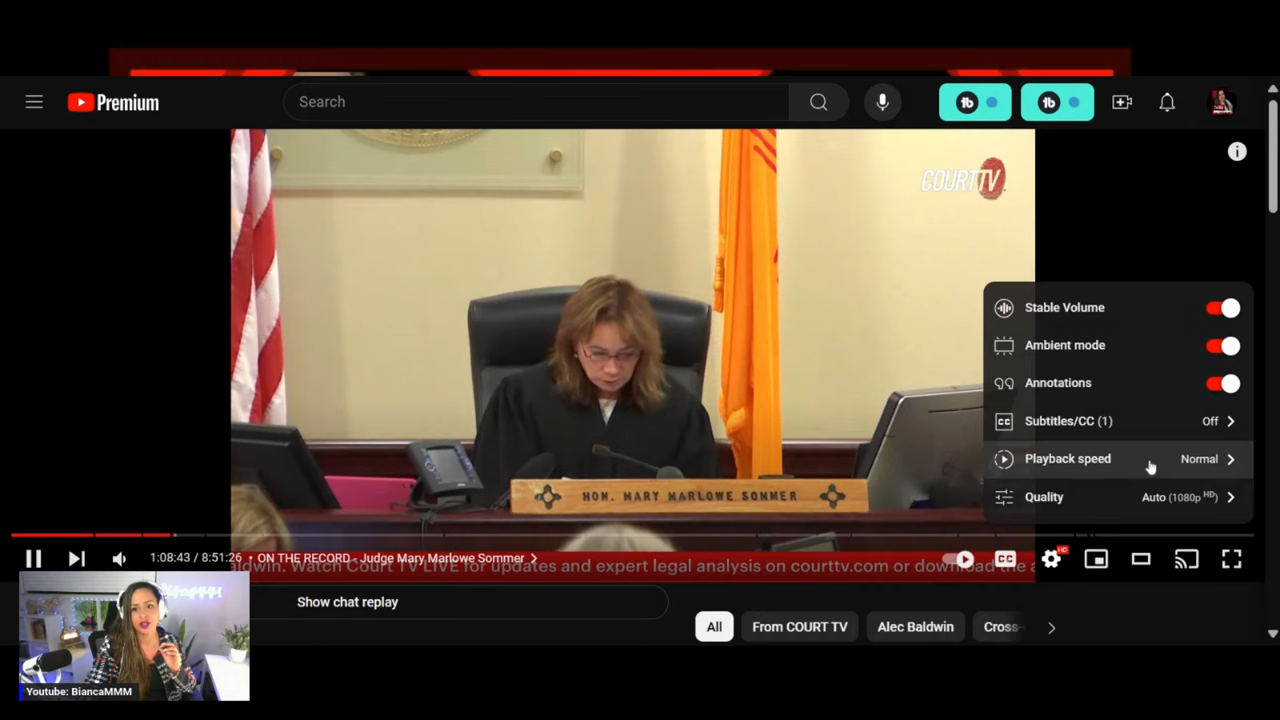 Premium
Search
COURT TV
Stable Volume
Ambient mode
Annotations
Subtitles/CC (1) Off
Playback speed Normal
Quality Auto (1080p HD)
HON. MARY MARLOWE SOMMER
1:08:43 / 8:51:26 • ON THE RECORD - Judge Mary Marlowe Sommer
CC
HD
aldwin. Watch Court TV LIVE for updates and expert legal analysis on courttv.com or download the a
Show chat replay
All From COURT TV Alec Baldwin Cross-
Youtube: BiancaMMM